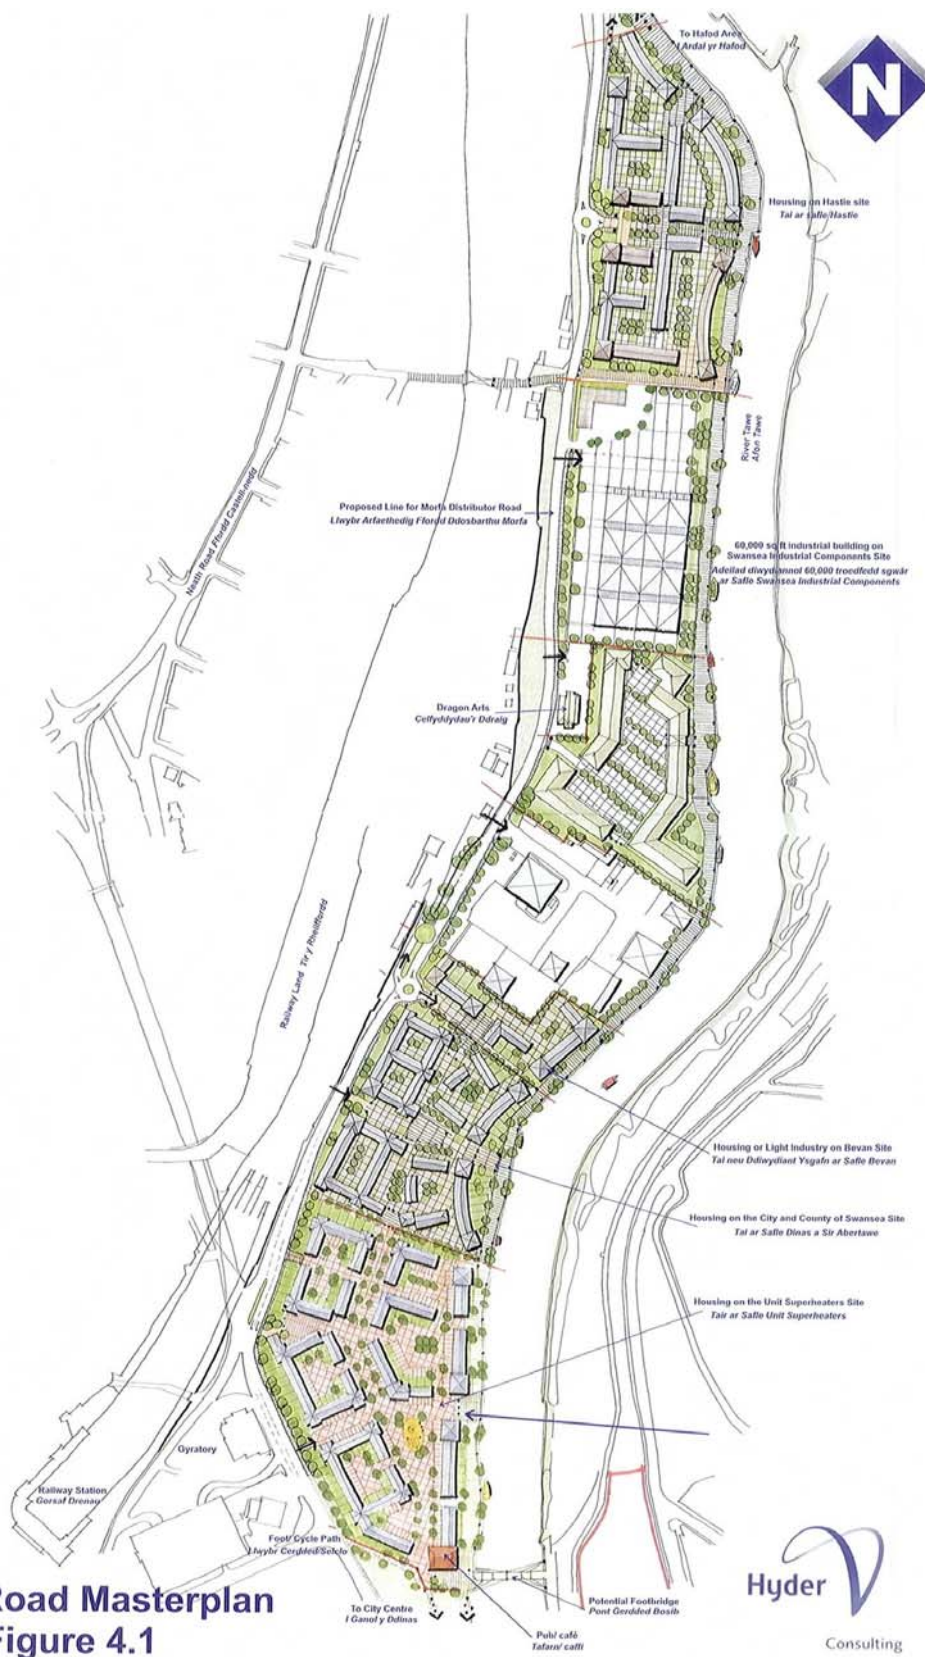 To Hafod Area
I Ardal yr Hafod
N
Housing on Hastie site
Tai ar safle Hastie
River Tawe
Afon Tawe
Neath Road Ffordd Castell-nedd
Proposed Line for Morfa Distributor Road
Llwybr Arfaethedig Ffordd Ddosbarthu Morfa
60,000 sq ft industrial building on
Swansea Industrial Components Site
Adeilad diwydiannol 60,000 troedfedd sgwâr
ar Safle Swansea Industrial Components
Dragon Arts
Celfyddydau'r Ddraig
Railway Land Tir y Rheilffordd
Housing or Light Industry on Bevan Site
Tai neu Ddiwydiant Ysgafn ar Safle Bevan
Housing on the City and County of Swansea Site
Tai ar Safle Dinas a Sir Abertawe
Housing on the Unit Superheaters Site
Tair ar Safle Unit Superheaters
Gyratory
Railway Station
Gorsaf Drenau
Foot/ Cycle Path
Llwybr Cerdded/Seiclo
To City Centre
I Ganol y Ddinas
Potential Footbridge
Pont Gerdded Bosib
Pub/ café
Tafarn/ caffi
Road Masterplan
Figure 4.1
Hyder
Consulting